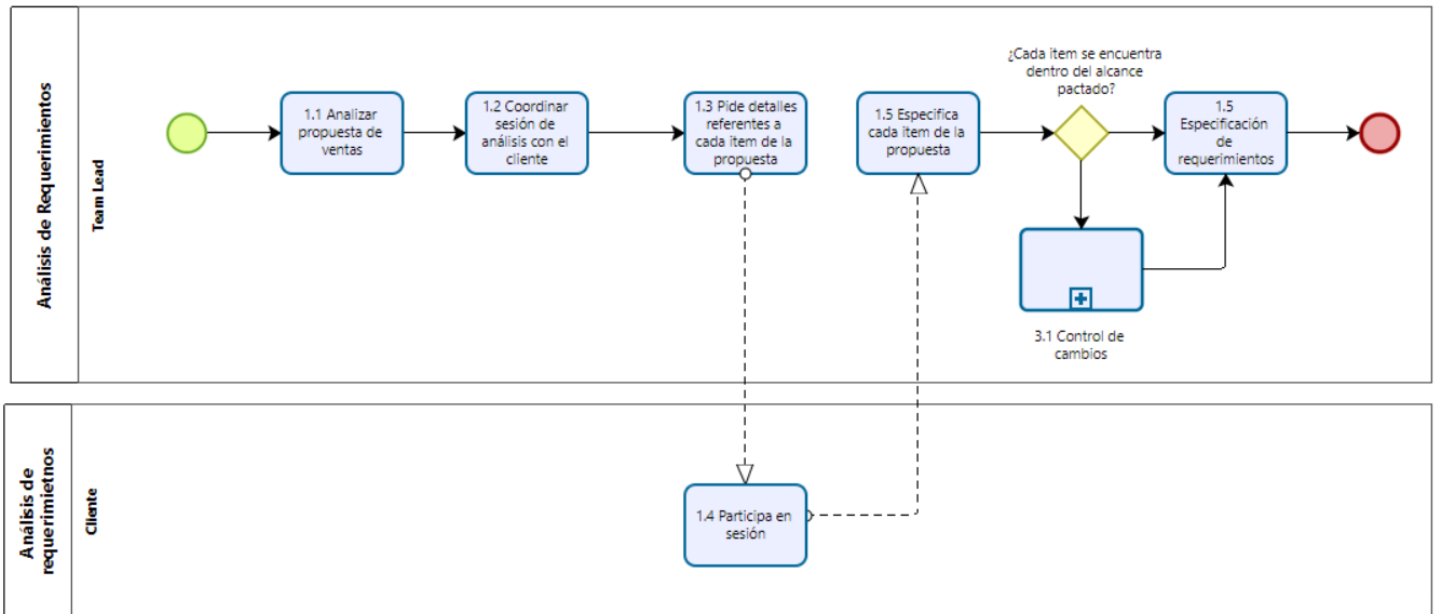 Análisis de Requerimientos
Team Lead
1.1 Analizar
propuesta de
ventas
1.2 Coordinar
sesión de
análisis con el
cliente
1.3 Pide detalles
referentes a
cada item de la
propuesta
1.5 Especifica
cada item de la
propuesta
¿Cada item se encuentra
dentro del alcance
pactado?
1.5
Especificación
de
requerimientos
3.1 Control de
cambios
Análisis de
requerimietnos
Cliente
1.4 Participa en
sesión